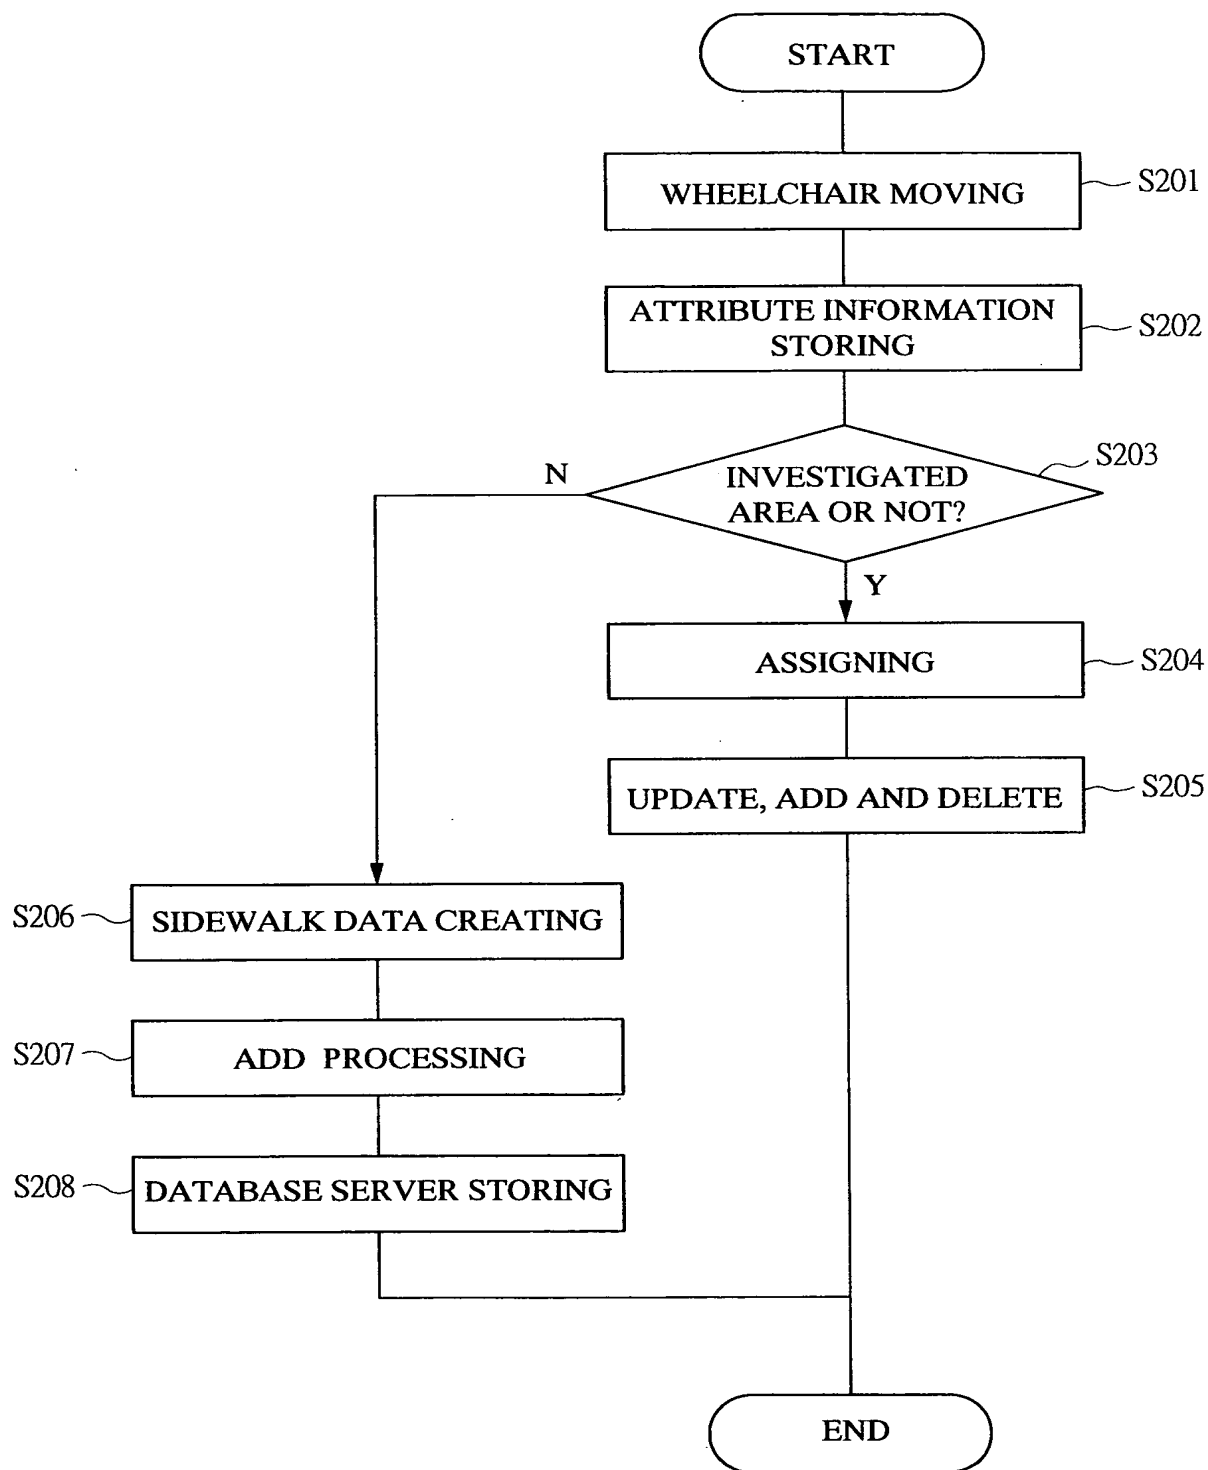 START
WHEELCHAIR MOVING
S201
ATTRIBUTE INFORMATION
STORING
S202
S203
N
INVESTIGATED
AREA OR NOT?
Y
ASSIGNING
S204
UPDATE, ADD AND DELETE
S205
S206
SIDEWALK DATA CREATING
S207
ADD PROCESSING
S208
DATABASE SERVER STORING
END